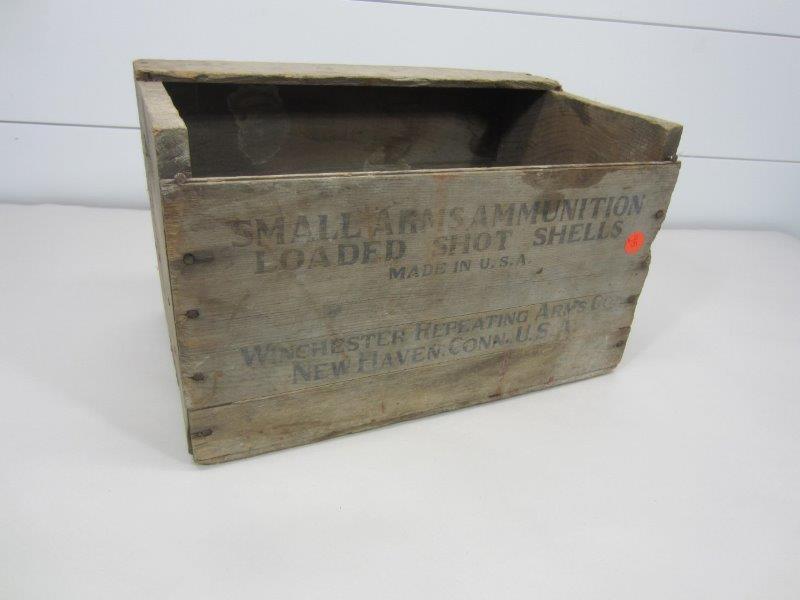 SMALL ARMS AMMUNITION
LOADED SHOT SHELLS
MADE IN U.S.A.
WINCHESTER REPEATING ARMS CO.
NEW HAVEN. CONN. U.S.A.